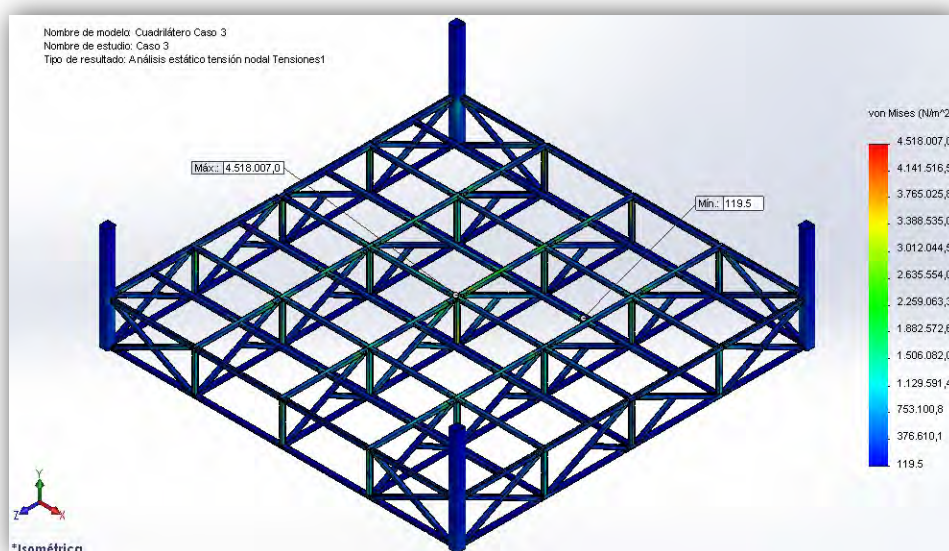 Nombre de modelo: Cuadrilátero Caso 3
Nombre de estudio: Caso 3
Tipo de resultado: Análisis estático tensión nodal Tensiones1
von Mises (N/m^2
4.518.007,0
4.141.516,5
3.765.025,8
3.388.535,0
3.012.044,5
2.635.554,0
2.259.063,3
1.882.572,6
1.506.082,0
1.129.591,4
753.100,8
376.610,1
119.5
Máx.: 4.518.007,0
Mín.: 119.5
Y
Z X
*Isométrica